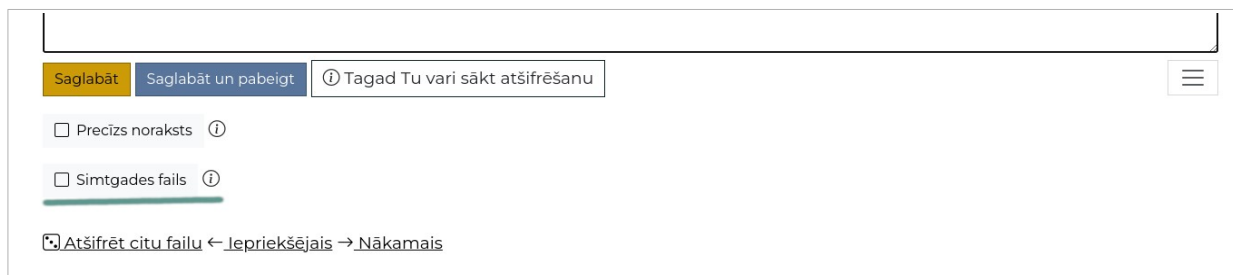 Saglabāt Saglabāt un pabeigt ⓘ Tagad Tu vari sākt atšifrēšanu
Precīzs noraksts ⓘ
Simtgades fails ⓘ
Atšifrēt citu failu ← Iepriekšējais → Nākamais